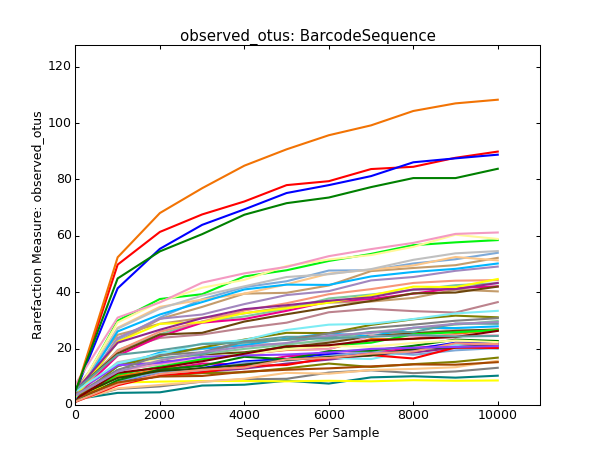 observed_otus: BarcodeSequence
120
100
80
60
40
20
0
0 2000 4000 6000 8000 10000
Rarefaction Measure: observed_otus
Sequences Per Sample